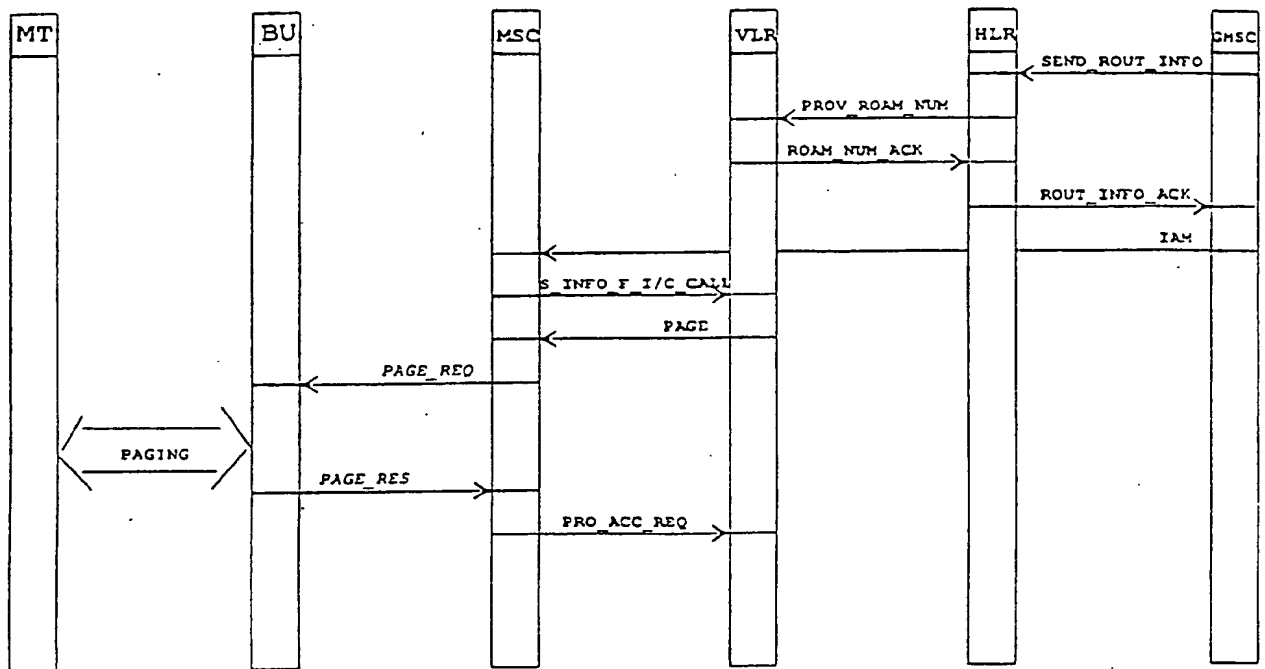 MT
BU
MSC
VLR
HLR
GMSC
SEND_ROUT_INFO
PROV_ROAM_NUM
ROAM_NUM_ACK
ROUT_INFO_ACK
IAM
S_INFO_F_I/C_CALL
PAGE
PAGE_REQ
PAGING
PAGE_RES
PRO_ACC_REQ